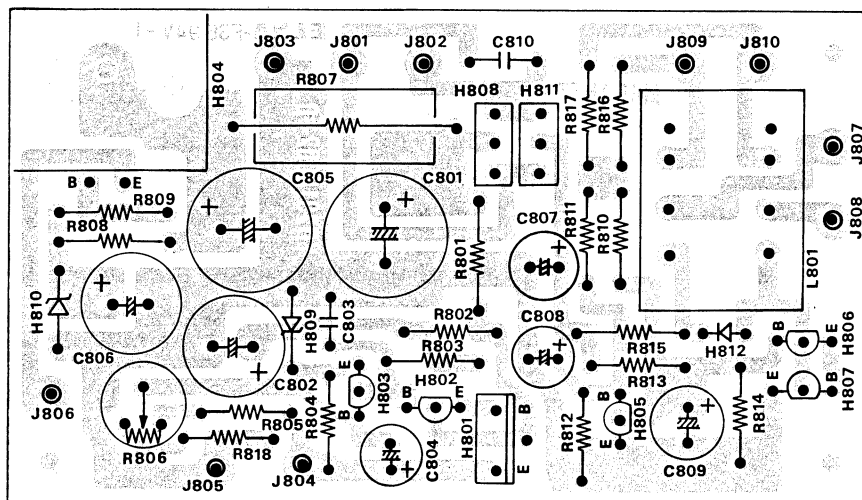 J803 J801 J802 C810 J809 J810
R807
H804
H808 H811
R817 R816
J807
B E
R809
C805
C801
C807
R811 R810
J808
R808
R801
L801
H810
H809
C803
R802
C808
B H806
E
R803
R815
H812
C806
C802
E
H803
H802
R813
E H807 B
J806
R804
B
B E
B
B
H805
R814
R805
H801
R812
E
R806
R818
C804
E
C809
J805
J804